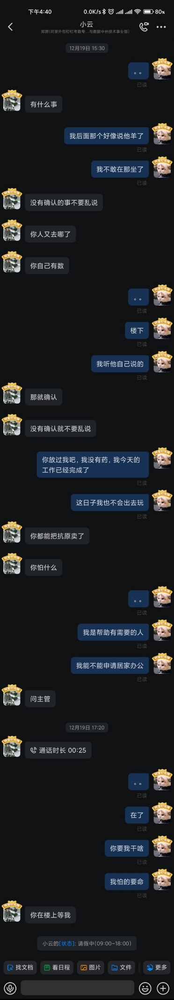 下午4:40
0.0K/s
80%
小云
郑赟(阿里外包钉钉考勤专...与数据中台技术事业部)
12月19日 15:30
。。
已读
有什么事
我后面那个好像说他羊了
已读
我不敢在那坐了
已读
没有确认的事不要乱说
你人又去哪了
你自己有数
。。
已读
楼下
已读
我听他自己说的
已读
那就确认
没有确认就不要乱说
你放过我吧，我没有药，我今天的
工作已经完成了
已读
这日子我也不会出去玩
已读
你都能把抗原卖了
你怕什么
。。
已读
我是帮助有需要的人
已读
我能不能申请居家办公
已读
问主管
12月19日 17:20
通话时长 00:25
。。
已读
在了
已读
你要我干啥
已读
我怕的要命
已读
你在楼上等我
小云的[状态]: 请假中(09:00-18:00)
找文档
看日程
图片
文件
更多